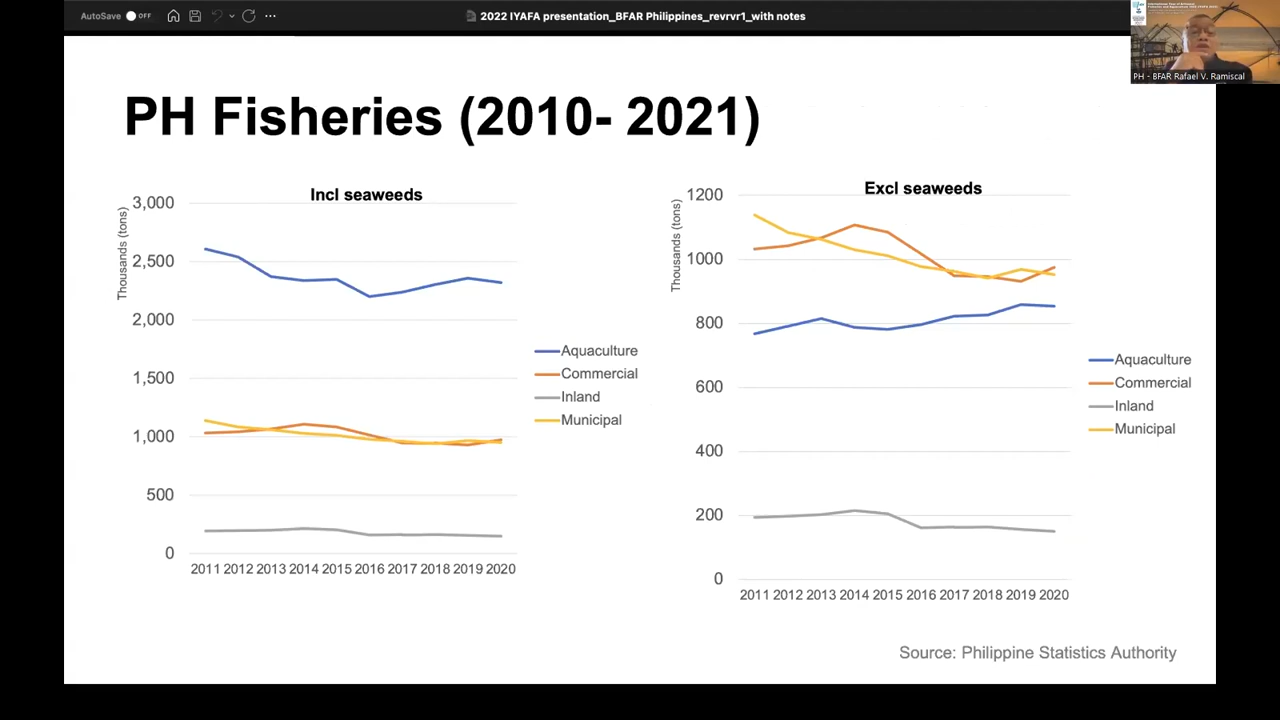 AutoSave OFF
2022 IYAFA presentation_BFAR Philippines_revrvr1_with notes
PH - BFAR Rafael V. Ramiscal
PH Fisheries (2010- 2021)
Incl seaweeds
Thousands (tons)
3,000
2,500
2,000
1,500
1,000
500
0
2011 2012 2013 2014 2015 2016 2017 2018 2019 2020
Aquaculture
Commercial
Inland
Municipal
Excl seaweeds
Thousands (tons)
1200
1000
800
600
400
200
0
2011 2012 2013 2014 2015 2016 2017 2018 2019 2020
Aquaculture
Commercial
Inland
Municipal
Source: Philippine Statistics Authority